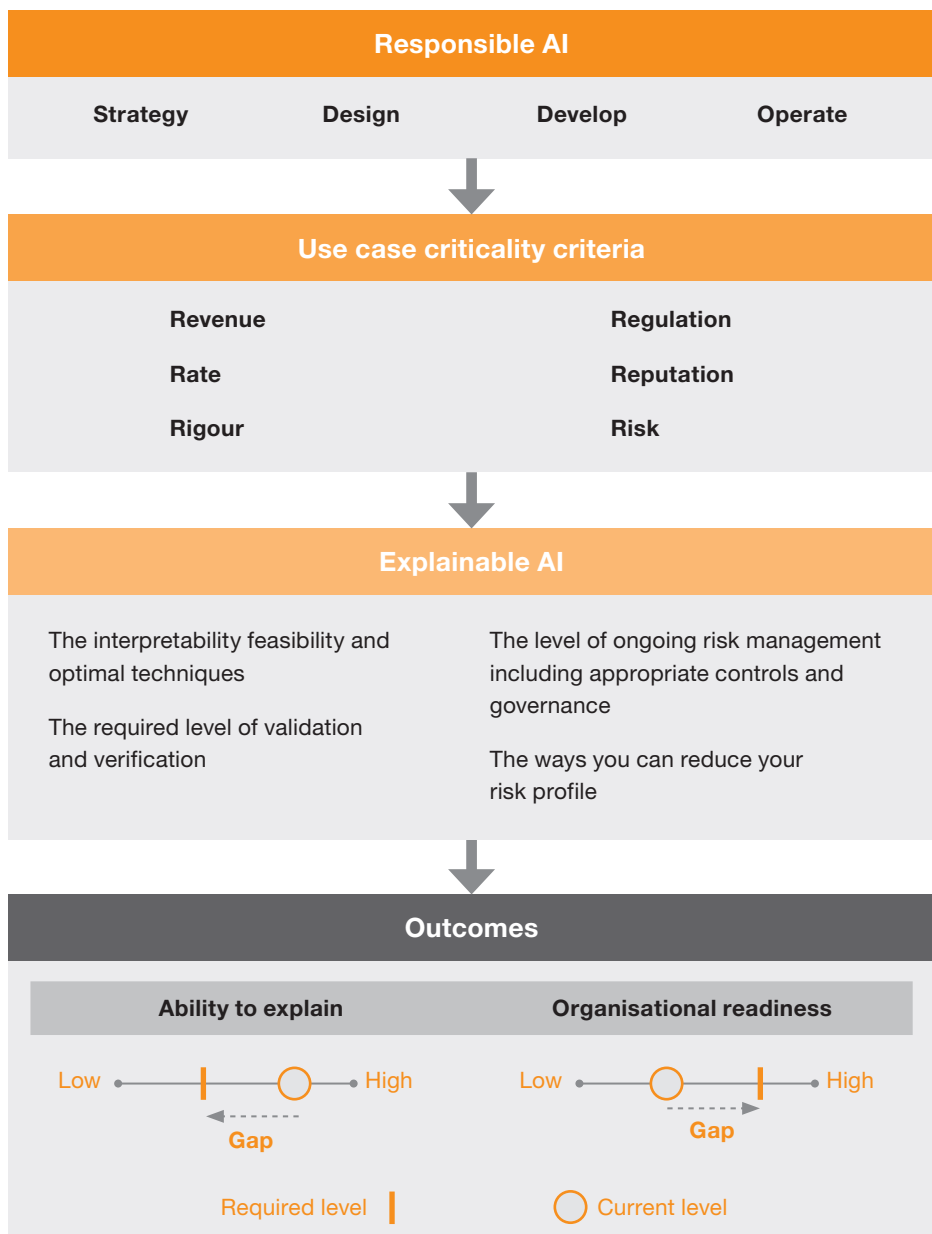 Responsible AI
Strategy Design Develop Operate
Use case criticality criteria
Revenue
Rate
Rigour
Regulation
Reputation
Risk
Explainable AI
The interpretability feasibility and
optimal techniques
The required level of validation
and verification
The level of ongoing risk management
including appropriate controls and
governance
The ways you can reduce your
risk profile
Outcomes
Ability to explain
Low High
Gap
Organisational readiness
Low High
Gap
Required level
Current level